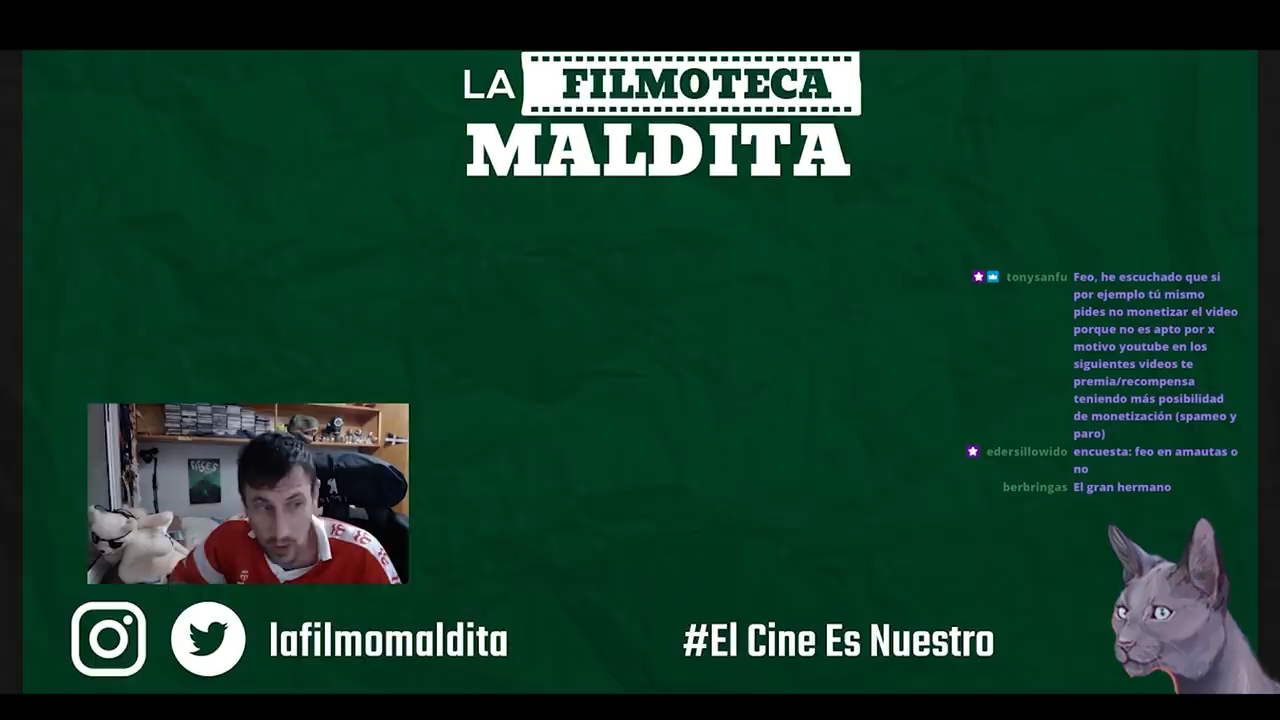 LA FILMOTECA
MALDITA
tonysanfu Feo, he escuchado que si
por ejemplo tú mismo
pides no monetizar el video
porque no es apto por x
motivo youtube en los
siguientes videos te
premia/recompensa
teniendo más posibilidad
de monetización (spameo y
paro)
edersillowido encuesta: feo en amautas o
no
berbringas El gran hermano
lafilmomaldita
#El Cine Es Nuestro